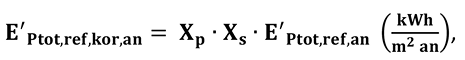 E′Ptot,ref,kor,an = Xp · Xs · E′Ptot,ref,an (kWh/m² an),